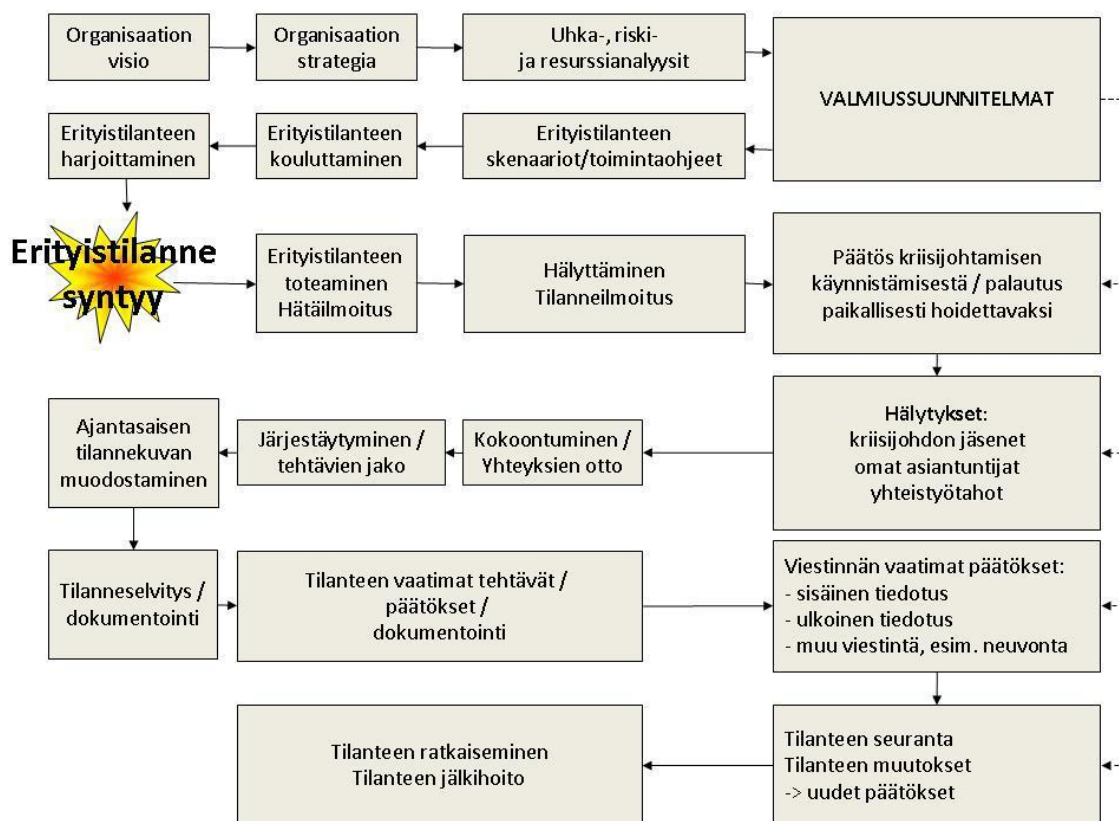 Organisaation
visio
Organisaation
strategia
Uhka-, riski-
ja resurssianalyysit
VALMIUSSUUNNITELMAT
Erityistilanteen
harjoittaminen
Erityistilanteen
kouluttaminen
Erityistilanteen
skenaariot/toimintaohjeet
Erityistilanne
syntyy
Erityistilanteen
toteaminen
Hätäilmoitus
Hälyttäminen
Tilanneilmoitus
Päätös kriisijohtamisen
käynnistämisestä / palautus
paikallisesti hoidettavaksi
Ajantasaisen
tilannekuvan
muodostaminen
Järjestäytyminen /
tehtävien jako
Kokoontuminen /
Yhteyksien otto
Hälytykset:
kriisijohdon jäsenet
omat asiantuntijat
yhteistyötahot
Tilanneselvitys /
dokumentointi
Tilanteen vaatimat tehtävät /
päätökset /
dokumentointi
Viestinnän vaatimat päätökset:
- sisäinen tiedotus
- ulkoinen tiedotus
- muu viestintä, esim. neuvonta
Tilanteen ratkaiseminen
Tilanteen jälkihoito
Tilanteen seuranta
Tilanteen muutokset
-> uudet päätökset